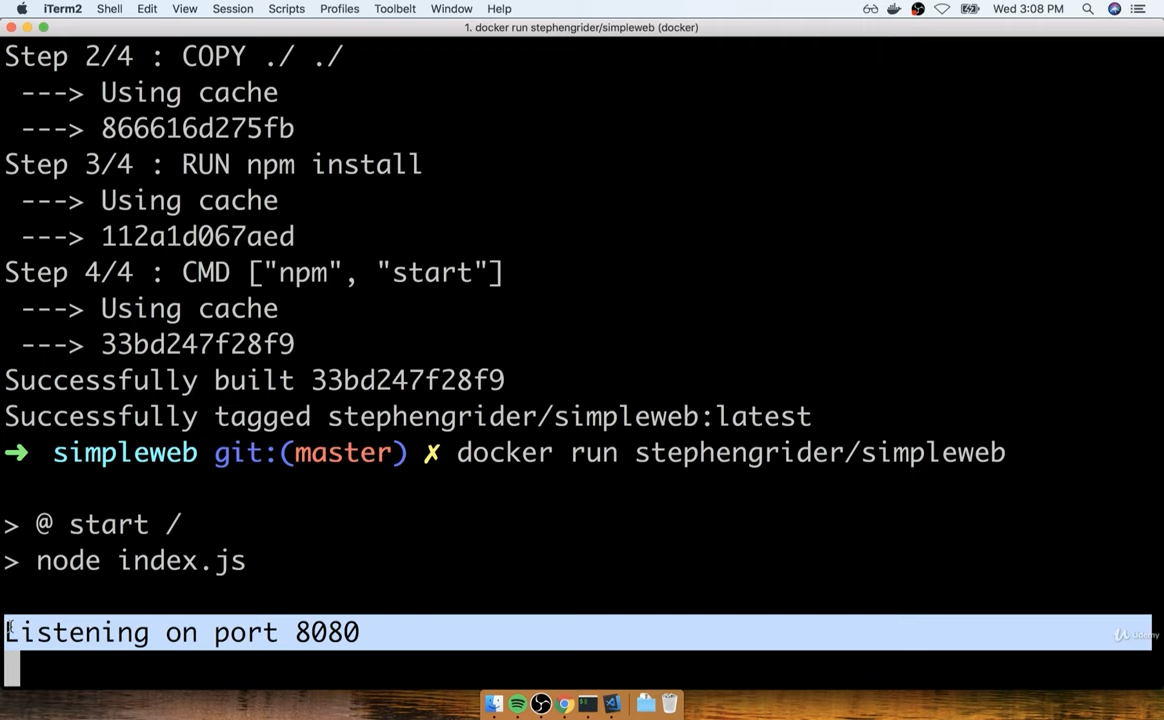 iTerm2 Shell Edit View Session Scripts Profiles Toolbelt Window Help Wed 3:08 PM
1. docker run stephengrider/simpleweb (docker)
Step 2/4 : COPY ./ ./
---> Using cache
---> 866616d275fb
Step 3/4 : RUN npm install
---> Using cache
---> 112a1d067aed
Step 4/4 : CMD ["npm", "start"]
---> Using cache
---> 33bd247f28f9
Successfully built 33bd247f28f9
Successfully tagged stephengrider/simpleweb:latest
➜ simpleweb git:(master) ✗ docker run stephengrider/simpleweb
> @ start /
> node index.js
Listening on port 8080
Udemy